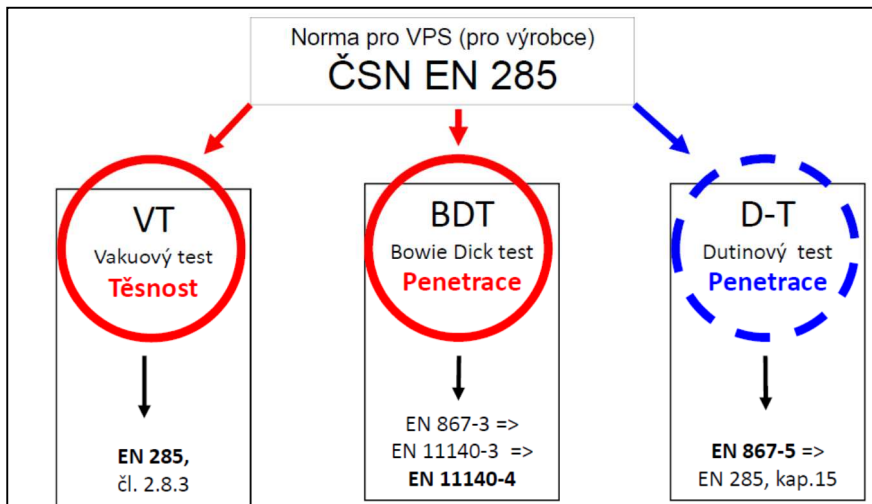 Norma pro VPS (pro výrobce)
ČSN EN 285
VT
Vakuový test
Těsnost
EN 285,
čl. 2.8.3
BDT
Bowie Dick test
Penetrace
EN 867-3 =>
EN 11140-3 =>
EN 11140-4
D-T
Dutinový test
Penetrace
EN 867-5 =>
EN 285, kap.15